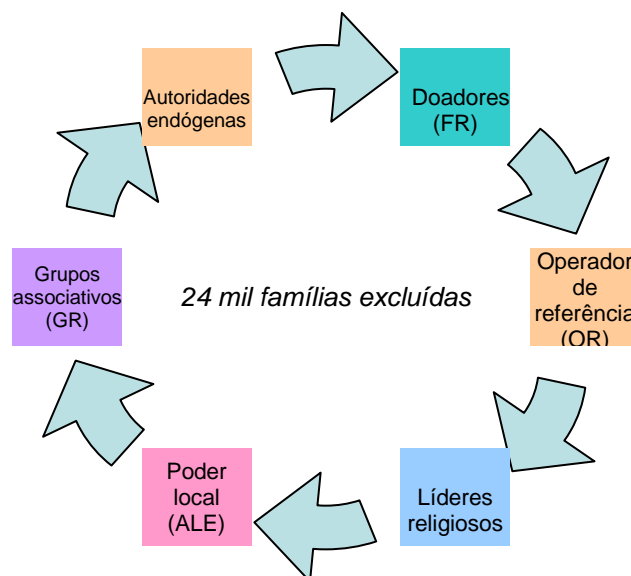 Autoridades
endógenas
Doadores
(FR)
Operador
de
referência
(OR)
Líderes
religiosos
Poder
local
(ALE)
Grupos
associativos
(GR)
24 mil famílias excluídas